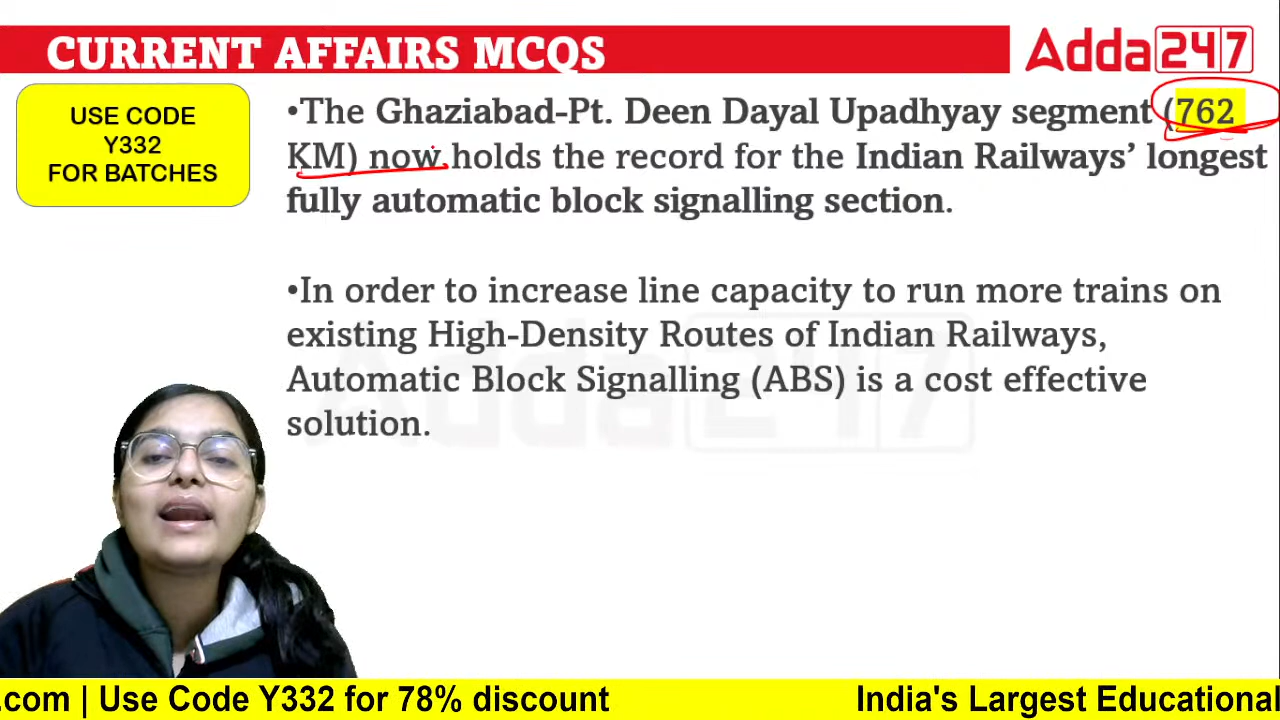 CURRENT AFFAIRS MCQS
Adda247
USE CODE
Y332
FOR BATCHES
•The Ghaziabad-Pt. Deen Dayal Upadhyay segment (762
KM) now holds the record for the Indian Railways’ longest
fully automatic block signalling section.
•In order to increase line capacity to run more trains on
existing High-Density Routes of Indian Railways,
Automatic Block Signalling (ABS) is a cost effective
solution.
Adda247
.com | Use Code Y332 for 78% discount
India's Largest Educational